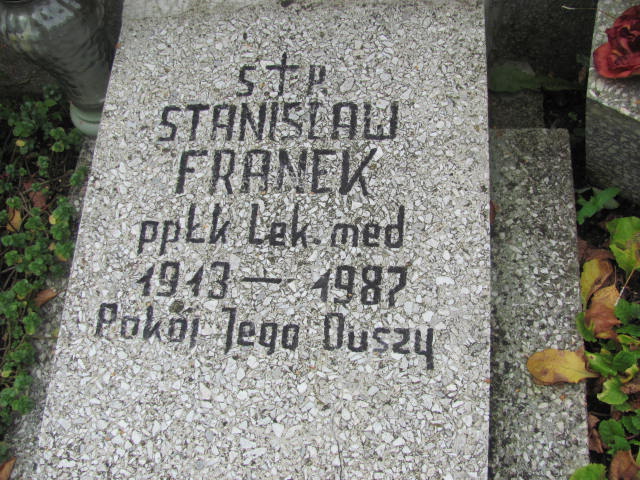 Ś † P
STANISŁAW
FRANEK
ppłk lek. med
1913 — 1987
Pokój Jego Duszy